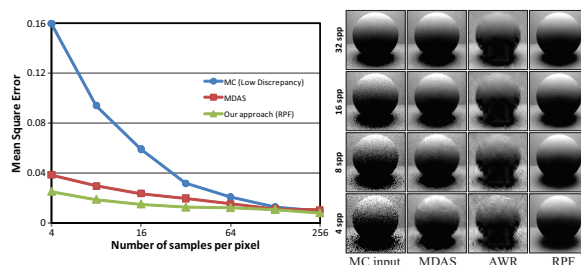 Mean Square Error
0.16
0.12
0.08
0.04
0
MC (Low Discrepancy)
MDAS
Our approach (RPF)
4
16
64
256
Number of samples per pixel
32 spp
16 spp
8 spp
4 spp
MC input
MDAS
AWR
RPF